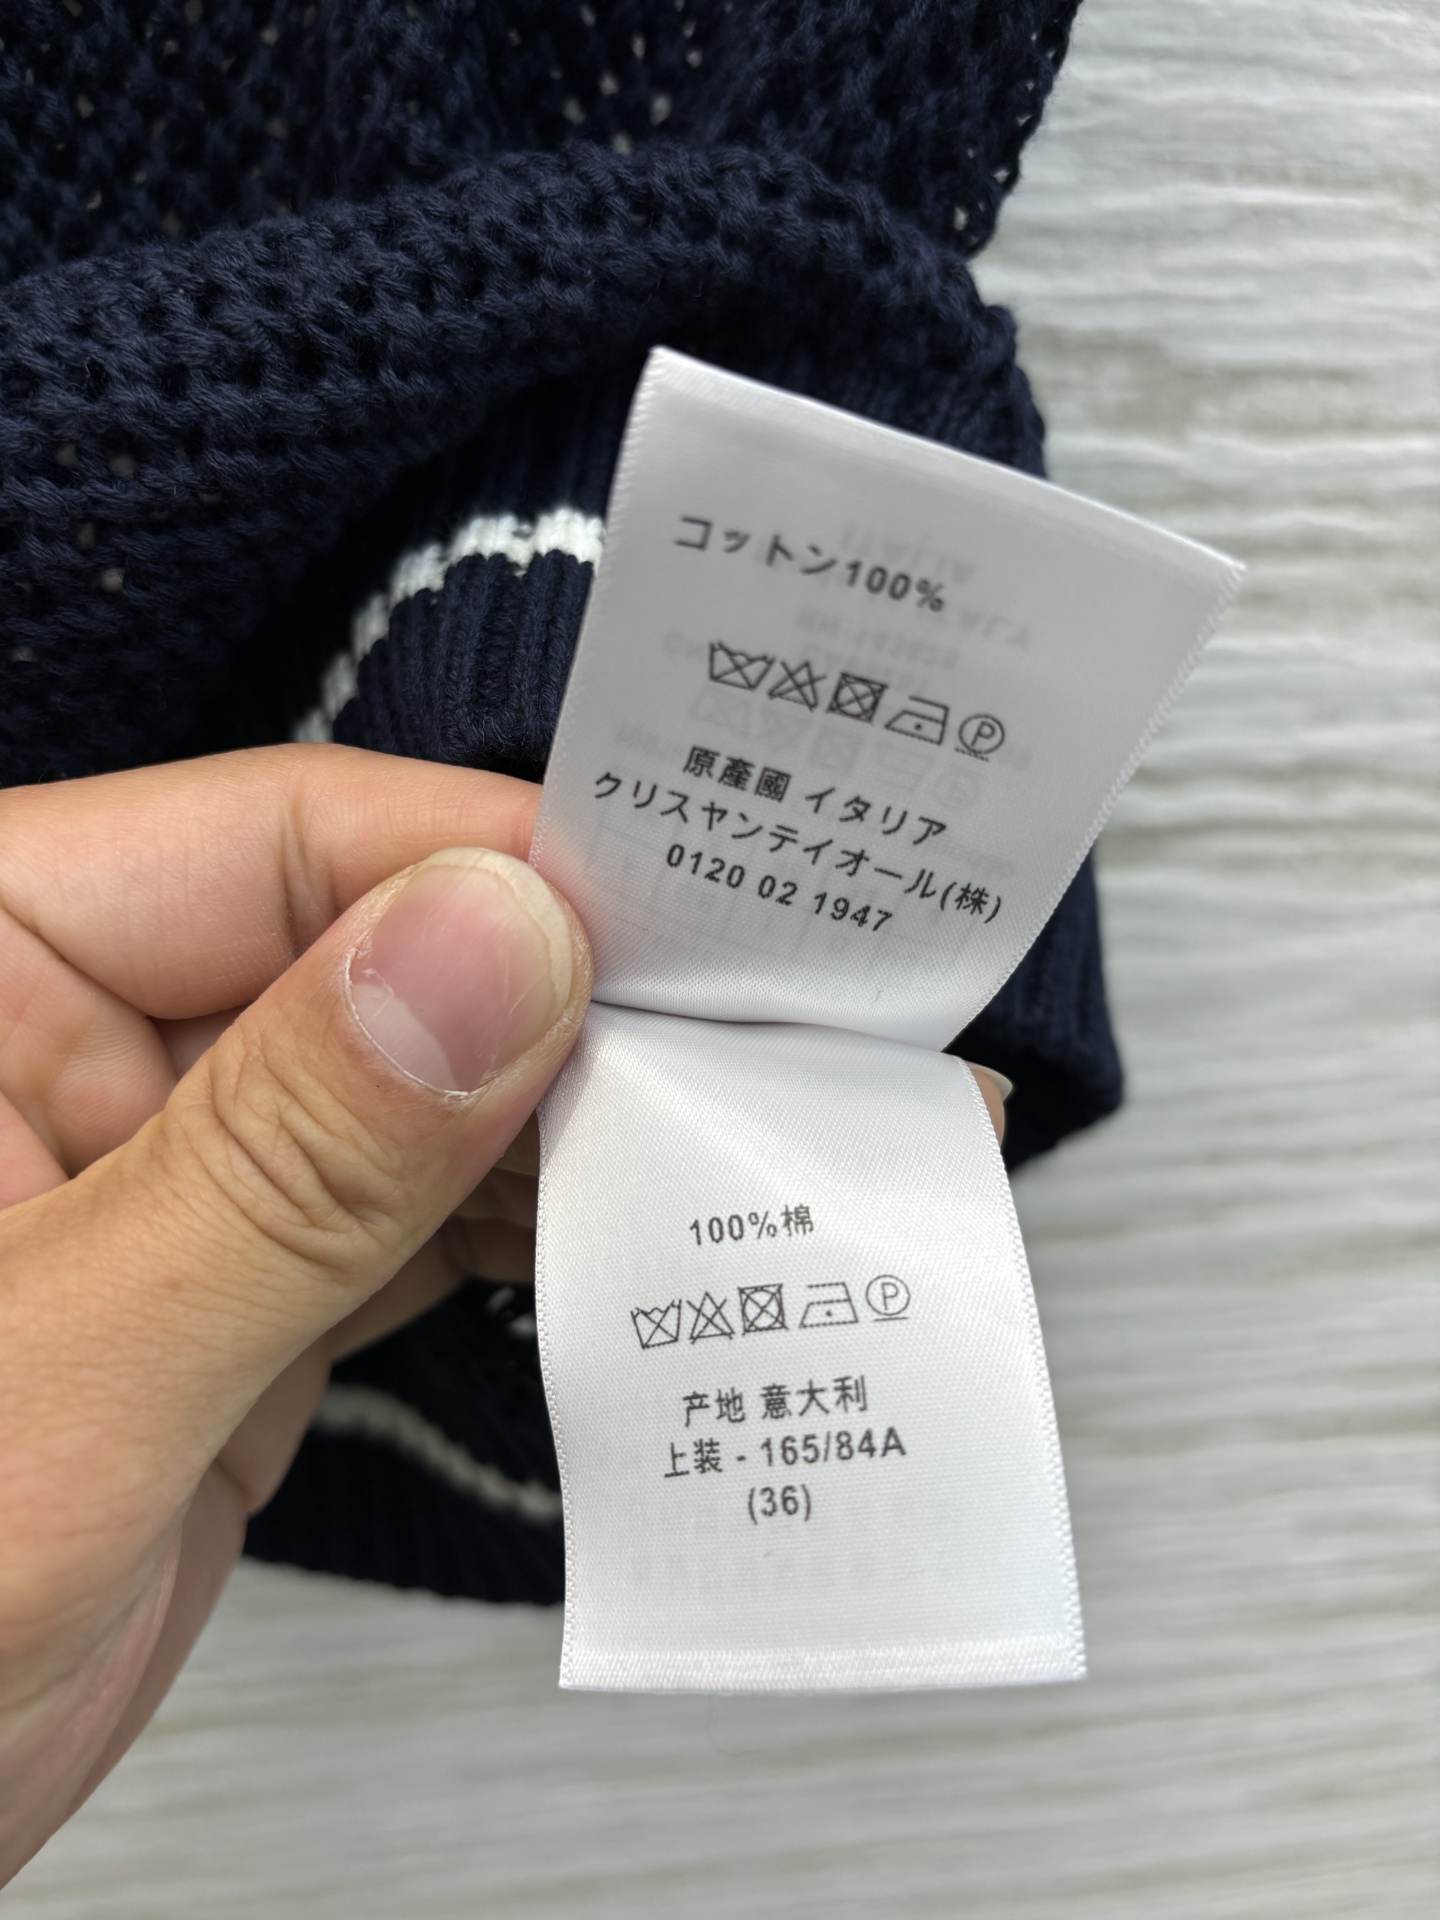 コットン100%
原產國 イタリア
クリスヤンテイオール(株)
0120 02 1947
100%棉
产地 意大利
上装 - 165/84A
(36)